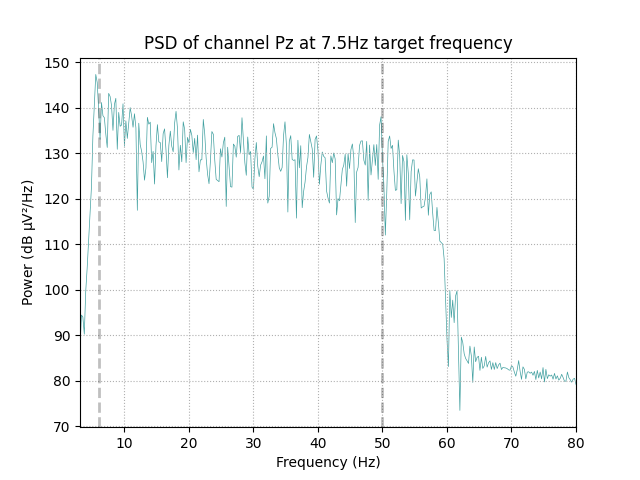 PSD of channel Pz at 7.5Hz target frequency
150
140
130
120
110
100
90
80
70
Power (dB µV²/Hz)
10 20 30 40 50 60 70 80
Frequency (Hz)